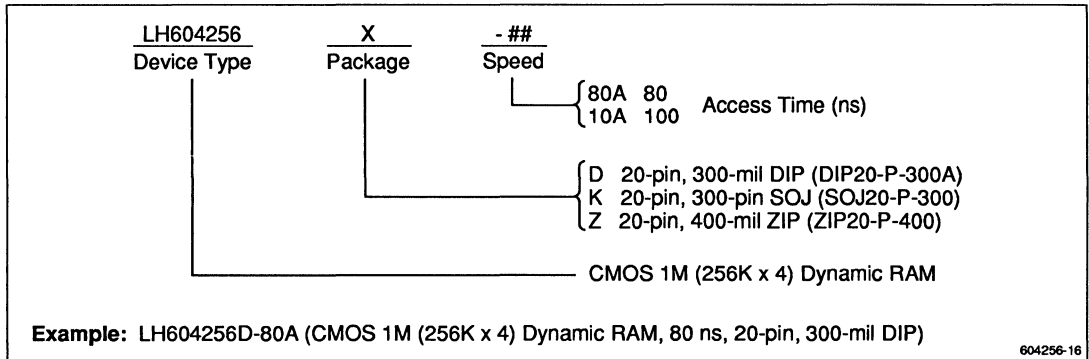 LH604256 X - ##
Device Type Package Speed
80A 80
10A 100
Access Time (ns)
D 20-pin, 300-mil DIP (DIP20-P-300A)
K 20-pin, 300-pin SOJ (SOJ20-P-300)
Z 20-pin, 400-mil ZIP (ZIP20-P-400)
CMOS 1M (256K x 4) Dynamic RAM
Example: LH604256D-80A (CMOS 1M (256K x 4) Dynamic RAM, 80 ns, 20-pin, 300-mil DIP)
604256-16